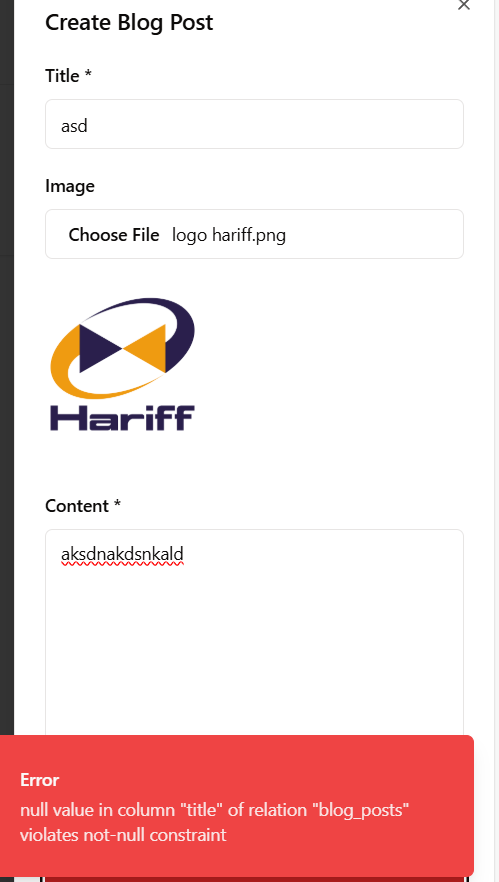 Create Blog Post
Title *
asd
Image
Choose File logo hariff.png
Hariff
Content *
aksdnakdsnkald
Error
null value in column "title" of relation "blog_posts"
violates not-null constraint